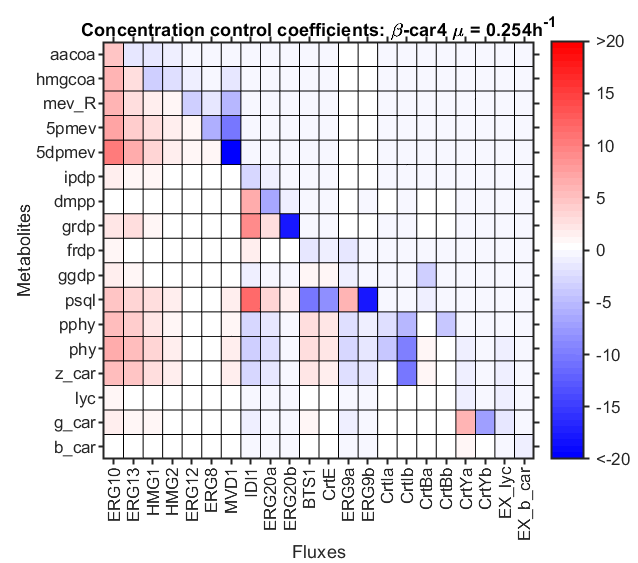 Concentration control coefficients: β-car4 μ = 0.254h⁻¹
Metabolites
aacoa
hmgcoa
mev_R
5pmev
5dpmev
ipdp
dmpp
grdp
frdp
ggdp
psql
pphy
phy
z_car
lyc
g_car
b_car
ERG10
ERG13
HMG1
HMG2
ERG12
ERG8
MVD1
IDI1
ERG20a
ERG20b
BTS1
CrtE
ERG9a
ERG9b
CrtIa
CrtIb
CrtBa
CrtBb
CrtYa
CrtYb
EX_lyc
EX_b_car
Fluxes
>20
15
10
5
0
-5
-10
-15
<-20